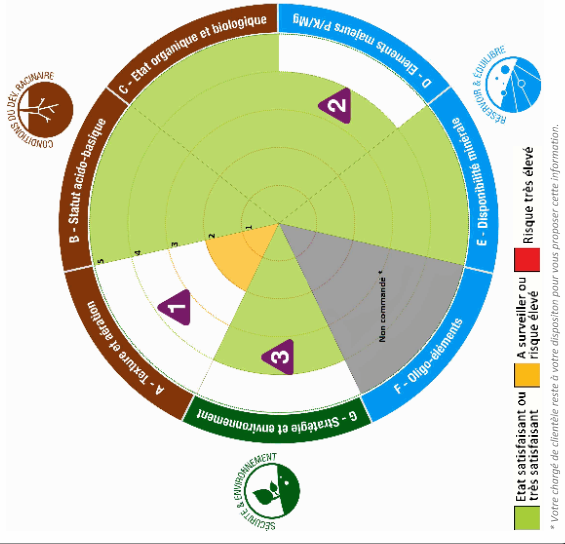 CONDITIONS DU DÉV. RACINAIRE
RÉSERVOIR & ÉQUILIBRE
SÉCURITÉ & ENVIRONNEMENT
A - Texture et aération
B - Statut acido-basique
C - Etat organique et biologique
D - Eléments majeurs P/K/Mg
E - Disponibilité minérale
F - Oligo-éléments
G - Stratégie et environnement
5
4
3
2
1
1
2
3
Non commandé *
Etat satisfaisant ou
très satisfaisant
A surveiller ou
risque élevé
Risque très élevé
* Votre chargé de clientèle reste à votre dispositon pour vous proposer cette information.